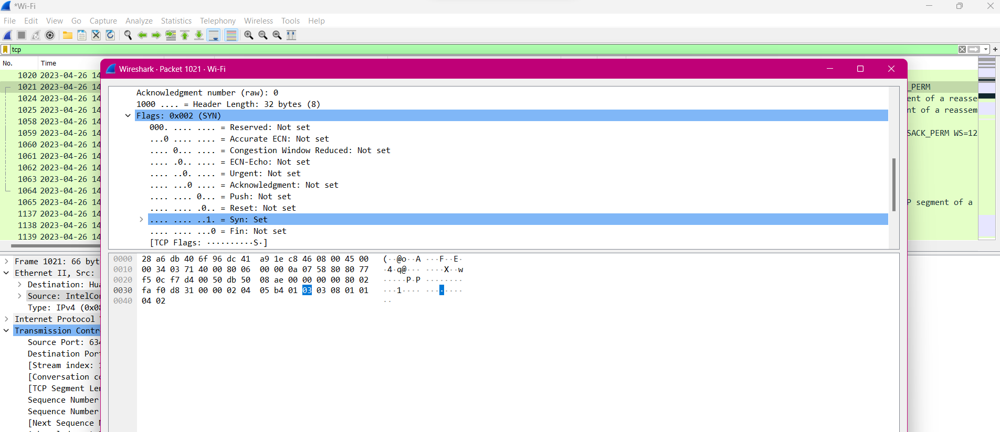 *Wi-Fi
File Edit View Go Capture Analyze Statistics Telephony Wireless Tools Help
tcp
No. Time
1020 2023-04-26 14
1021 2023-04-26 14
1024 2023-04-26 14
1025 2023-04-26 14
1058 2023-04-26 14
1059 2023-04-26 14
1060 2023-04-26 14
1061 2023-04-26 14
1062 2023-04-26 14
1063 2023-04-26 14
1064 2023-04-26 14
1065 2023-04-26 14
1137 2023-04-26 14
1138 2023-04-26 14
1139 2023-04-26 14
_PERM
ent of a reasse
nt of a reassem
SACK_PERM WS=12
P segment of a
Frame 1021: 66 byt
Ethernet II, Src:
Destination: Hua
Source: IntelCo
Type: IPv4 (0x08
Internet Protocol
Transmission Contr
Source Port: 634
Destination Por
[Stream index: 1
[Conversation co
[TCP Segment Len
Sequence Number
Sequence Number
[Next Sequence N
Wireshark · Packet 1021 · Wi-Fi
Acknowledgment number (raw): 0
1000 .... = Header Length: 32 bytes (8)
Flags: 0x002 (SYN)
000. .... .... = Reserved: Not set
...0 .... .... = Accurate ECN: Not set
.... 0... .... = Congestion Window Reduced: Not set
.... .0.. .... = ECN-Echo: Not set
.... ..0. .... = Urgent: Not set
.... ...0 .... = Acknowledgment: Not set
.... .... 0... = Push: Not set
.... .... .0.. = Reset: Not set
.... .... ..1. = Syn: Set
.... .... ...0 = Fin: Not set
[TCP Flags: ··········S·]
0000 28 a6 db 40 6f 96 dc 41 a9 1e c8 46 08 00 45 00 (··@o··A ···F··E·
0010 00 34 03 71 40 00 80 06 00 00 0a 07 58 80 80 77 ·4·q@··· ····X··w
0020 f5 0c f7 d4 00 50 db 50 08 ae 00 00 00 00 80 02 ·····P·P ········
0030 fa f0 d8 31 00 00 02 04 05 b4 01 03 03 08 01 01 ···1···· ········
0040 04 02 ··